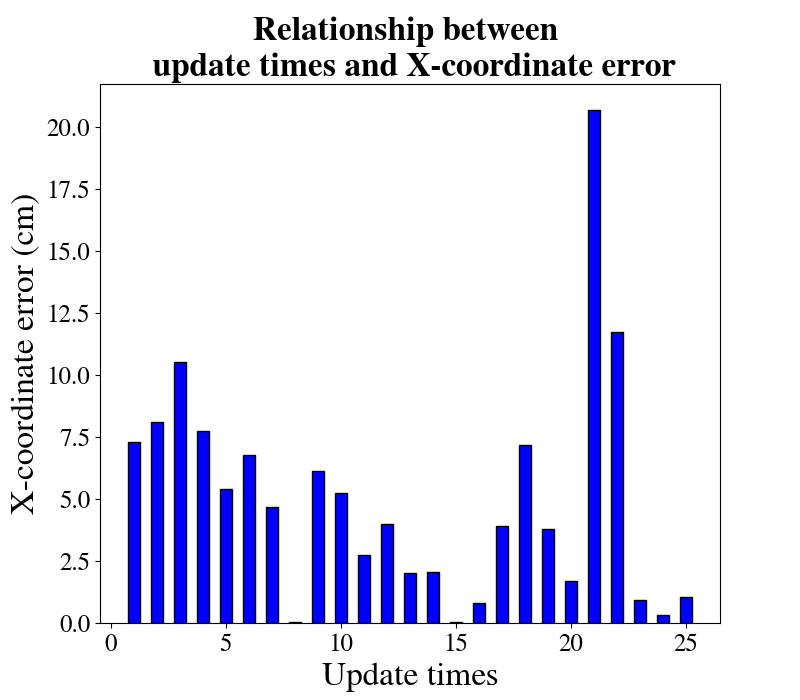 Relationship between
update times and X-coordinate error
X-coordinate error (cm)
20.0
17.5
15.0
12.5
10.0
7.5
5.0
2.5
0.0
0 5 10 15 20 25
Update times